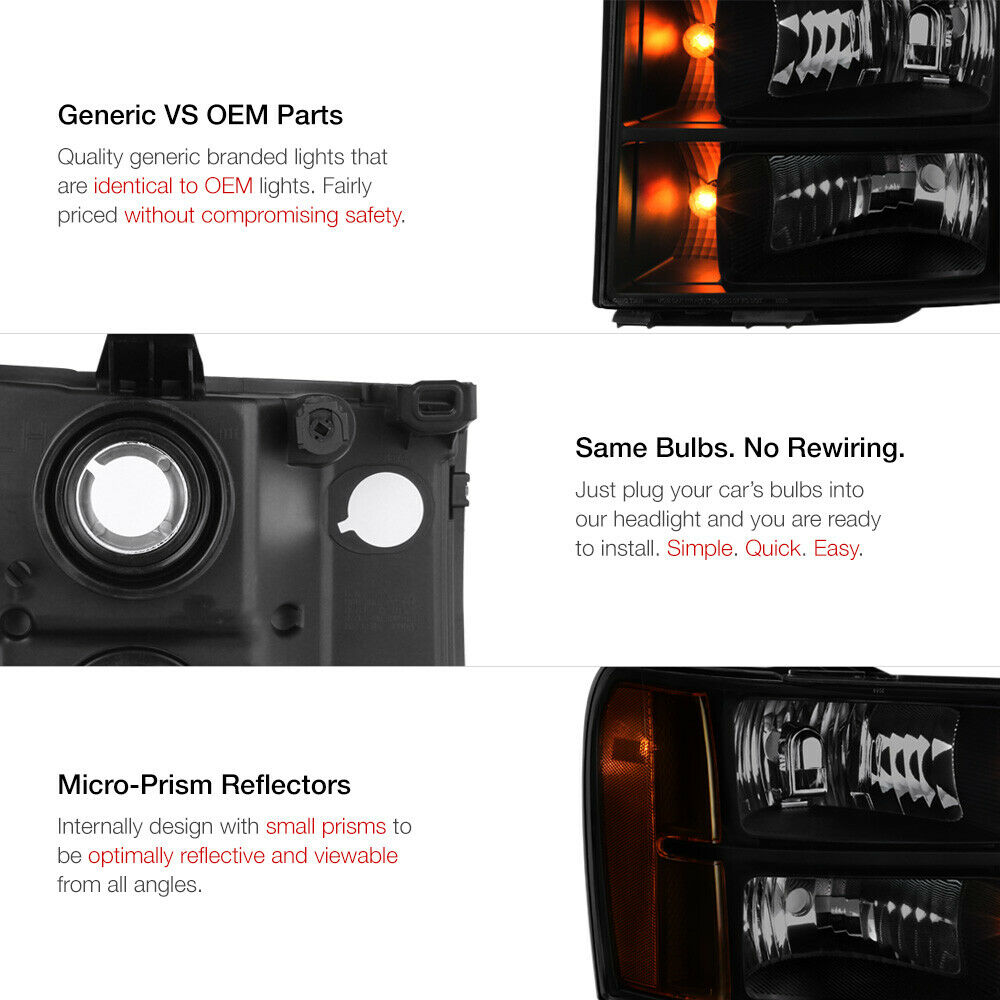 Generic VS OEM Parts
Quality generic branded lights that
are identical to OEM lights. Fairly
priced without compromising safety.
Same Bulbs. No Rewiring.
Just plug your car's bulbs into
our headlight and you are ready
to install. Simple. Quick. Easy.
Micro-Prism Reflectors
Internally design with small prisms to
be optimally reflective and viewable
from all angles.